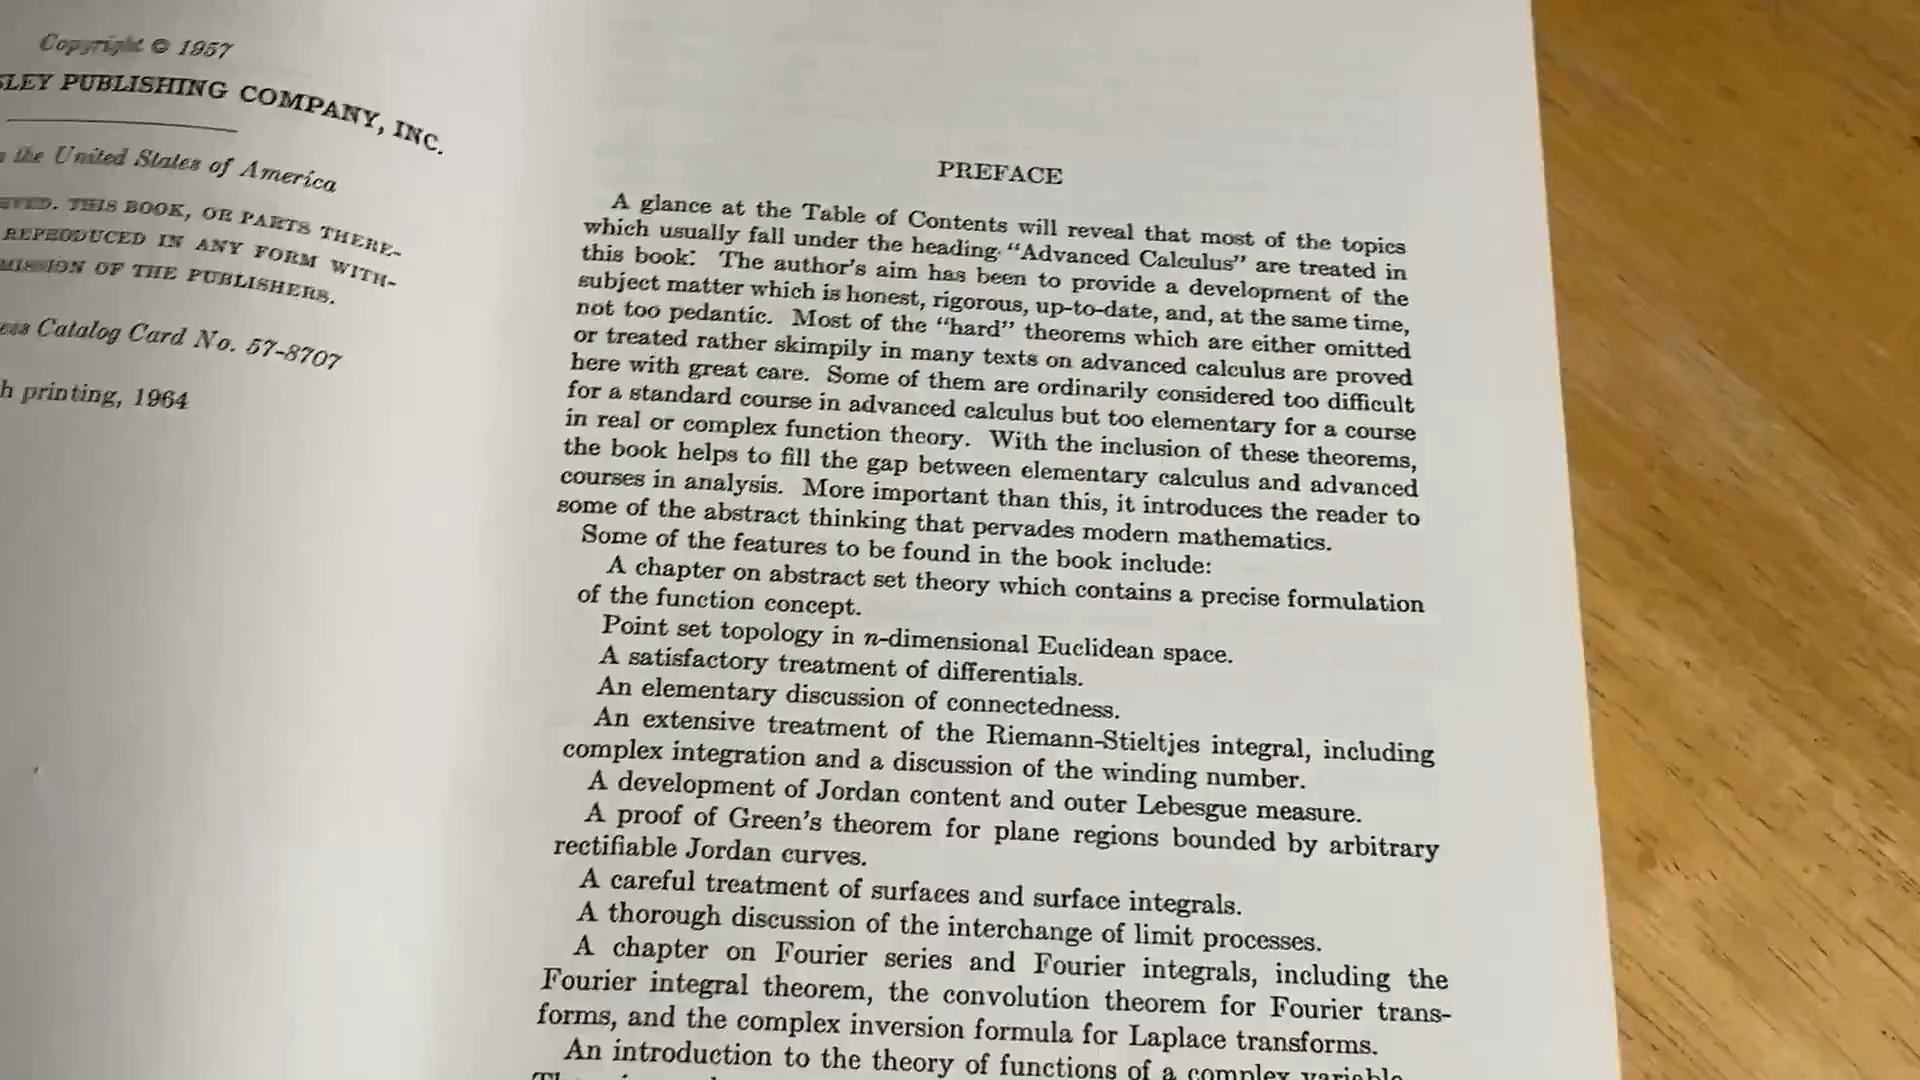 Copyright © 1957
PUBLISHING COMPANY, INC.
the United States of America
THIS BOOK, OR PARTS THERE-
REPRODUCED IN ANY FORM WITH-
OF THE PUBLISHERS.
Catalog Card No. 57-8707
printing, 1964
PREFACE
A glance at the Table of Contents will reveal that most of the topics
which usually fall under the heading "Advanced Calculus" are treated in
this book. The author's aim has been to provide a development of the
subject matter which is honest, rigorous, up-to-date, and, at the same time,
not too pedantic. Most of the "hard" theorems which are either omitted
or treated rather skimpily in many texts on advanced calculus are proved
here with great care. Some of them are ordinarily considered too difficult
for a standard course in advanced calculus but too elementary for a course
in real or complex function theory. With the inclusion of these theorems,
the book helps to fill the gap between elementary calculus and advanced
courses in analysis. More important than this, it introduces the reader to
some of the abstract thinking that pervades modern mathematics.
Some of the features to be found in the book include:
A chapter on abstract set theory which contains a precise formulation
of the function concept.
Point set topology in n-dimensional Euclidean space.
A satisfactory treatment of differentials.
An elementary discussion of connectedness.
An extensive treatment of the Riemann-Stieltjes integral, including
complex integration and a discussion of the winding number.
A development of Jordan content and outer Lebesgue measure.
A proof of Green's theorem for plane regions bounded by arbitrary
rectifiable Jordan curves.
A careful treatment of surfaces and surface integrals.
A thorough discussion of the interchange of limit processes.
A chapter on Fourier series and Fourier integrals, including the
Fourier integral theorem, the convolution theorem for Fourier trans-
forms, and the complex inversion formula for Laplace transforms.
An introduction to the theory of functions of a complex variable.